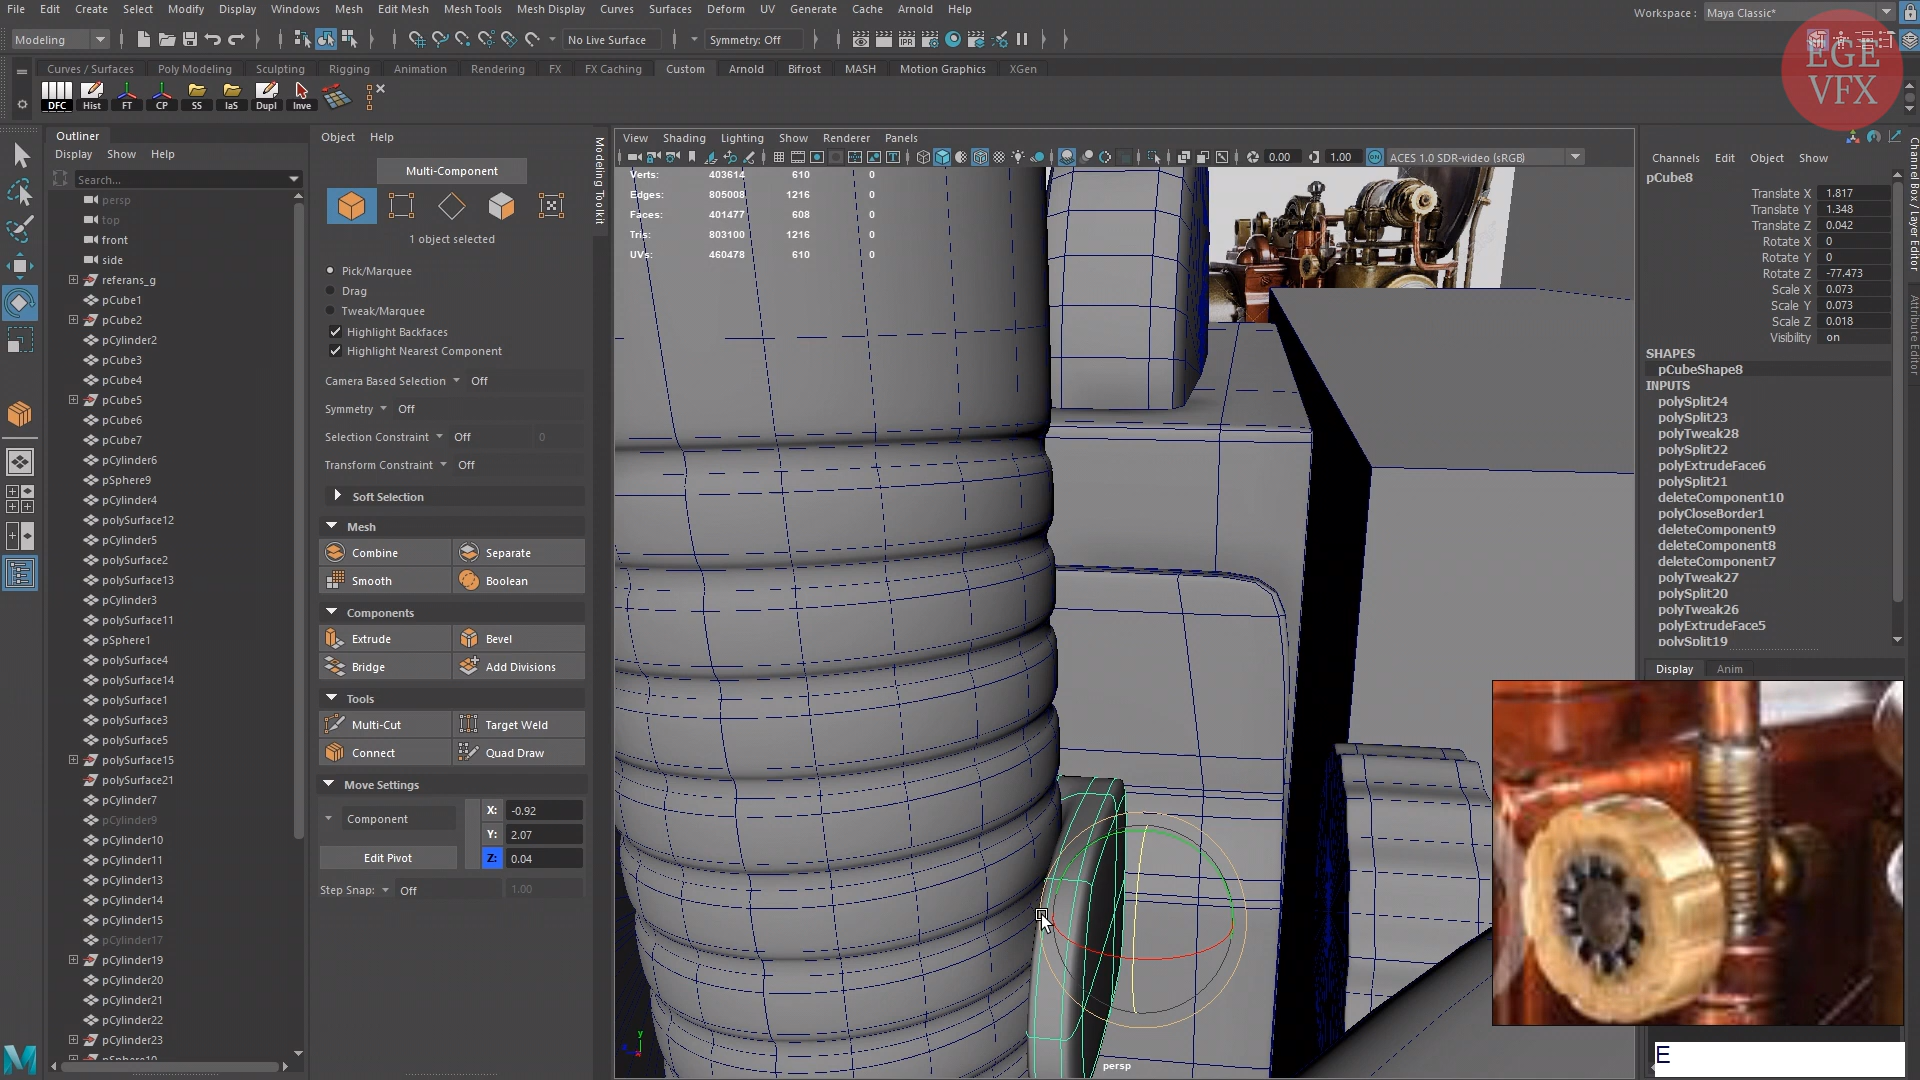 File Edit Create Select Modify Display Windows Mesh Edit Mesh Mesh Tools Mesh Display Curves Surfaces Deform UV Generate Cache Arnold Help
Workspace : Maya Classic*
Modeling
No Live Surface
Symmetry: Off
IPR
EGE
VFX
Curves / Surfaces Poly Modeling Sculpting Rigging Animation Rendering FX FX Caching Custom Arnold Bifrost MASH Motion Graphics XGen
DFC Hist FT CP SS IaS Dupl Inve
Outliner
Display Show Help
Search...
persp
top
front
side
referans_g
pCube1
pCube2
pCylinder2
pCube3
pCube4
pCube5
pCube6
pCube7
pCylinder6
pSphere9
pCylinder4
polySurface12
pCylinder5
polySurface2
polySurface13
pCylinder3
polySurface11
pSphere1
polySurface4
polySurface14
polySurface1
polySurface3
polySurface5
polySurface15
polySurface21
pCylinder7
pCylinder9
pCylinder10
pCylinder11
pCylinder13
pCylinder14
pCylinder15
pCylinder17
pCylinder19
pCylinder20
pCylinder21
pCylinder22
pCylinder23
pSphere10
Object Help
Multi-Component
1 object selected
Pick/Marquee
Drag
Tweak/Marquee
Highlight Backfaces
Highlight Nearest Component
Camera Based Selection Off
Symmetry Off
Selection Constraint Off 0
Transform Constraint Off
Soft Selection
Mesh
Combine Separate
Smooth Boolean
Components
Extrude Bevel
Bridge Add Divisions
Tools
Multi-Cut Target Weld
Connect Quad Draw
Move Settings
Component
X: -0.92
Y: 2.07
Z: 0.04
Edit Pivot
Step Snap: Off 1.00
Modeling Toolkit
View Shading Lighting Show Renderer Panels
0.00 1.00 ACES 1.0 SDR-video (sRGB)
Verts: 403614 610 0
Edges: 805008 1216 0
Faces: 401477 608 0
Tris: 803100 1216 0
UVs: 460478 610 0
y
persp
Channels Edit Object Show
pCube8
Translate X 1.817
Translate Y 1.348
Translate Z 0.042
Rotate X 0
Rotate Y 0
Rotate Z -77.473
Scale X 0.073
Scale Y 0.073
Scale Z 0.018
Visibility on
SHAPES
pCubeShape8
INPUTS
polySplit24
polySplit23
polyTweak28
polySplit22
polyExtrudeFace6
polySplit21
deleteComponent10
polyCloseBorder1
deleteComponent9
deleteComponent8
deleteComponent7
polyTweak27
polySplit20
polyTweak26
polyExtrudeFace5
polySplit19
Display Anim
Channel Box / Layer Editor
Attribute Editor
E